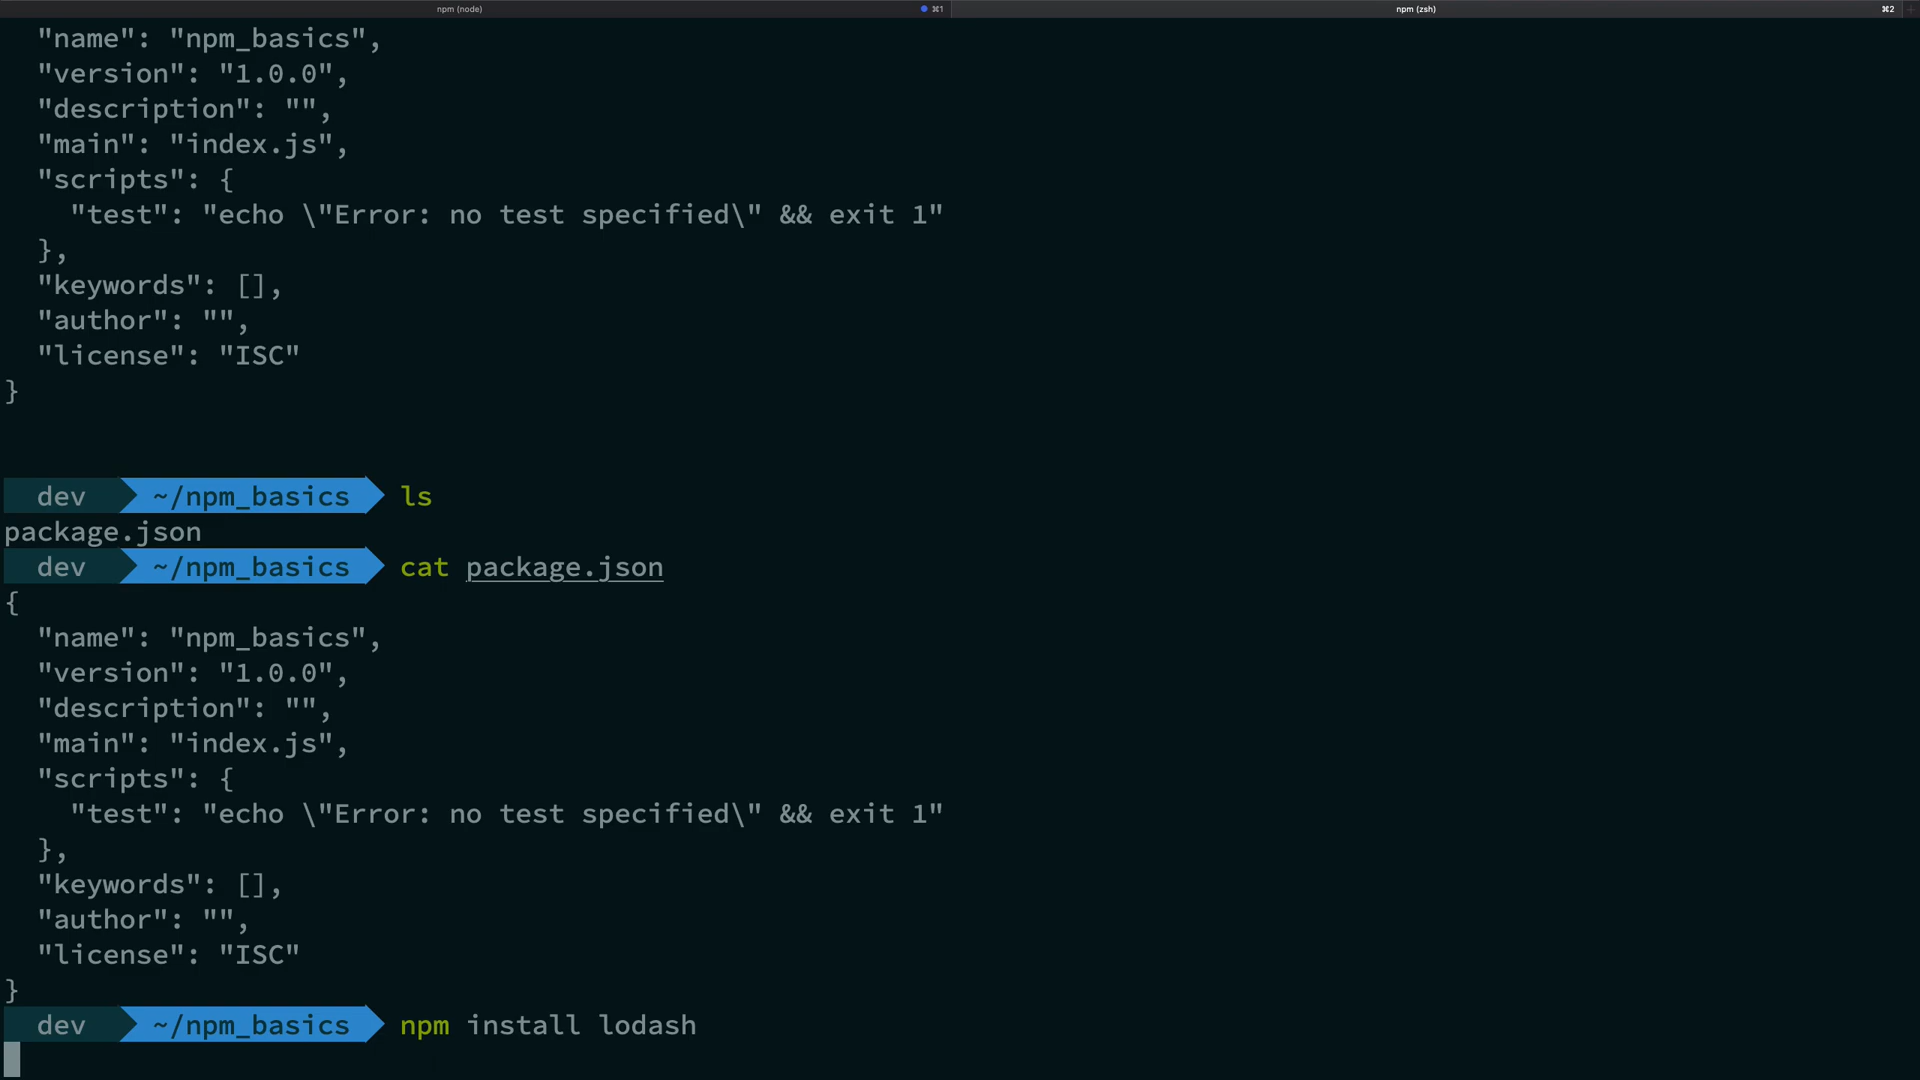 npm (node) ⌘1 npm (zsh) ⌘2
"name": "npm_basics",
"version": "1.0.0",
"description": "",
"main": "index.js",
"scripts": {
"test": "echo \"Error: no test specified\" && exit 1"
},
"keywords": [],
"author": "",
"license": "ISC"
}
dev ~/npm_basics ls
package.json
dev ~/npm_basics cat package.json
{
"name": "npm_basics",
"version": "1.0.0",
"description": "",
"main": "index.js",
"scripts": {
"test": "echo \"Error: no test specified\" && exit 1"
},
"keywords": [],
"author": "",
"license": "ISC"
}
dev ~/npm_basics npm install lodash